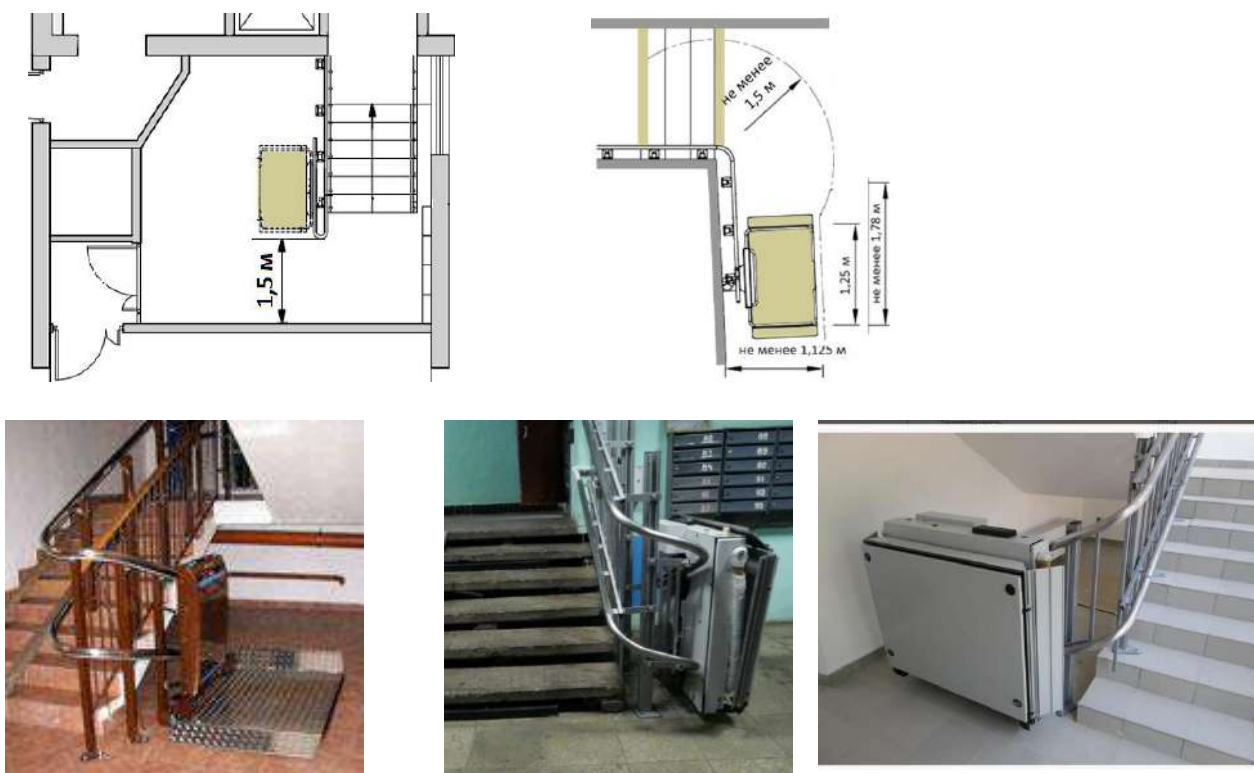 1,5 м
не менее
1,5 м
1,25 м
не менее 1,78 м
не менее 1,125 м